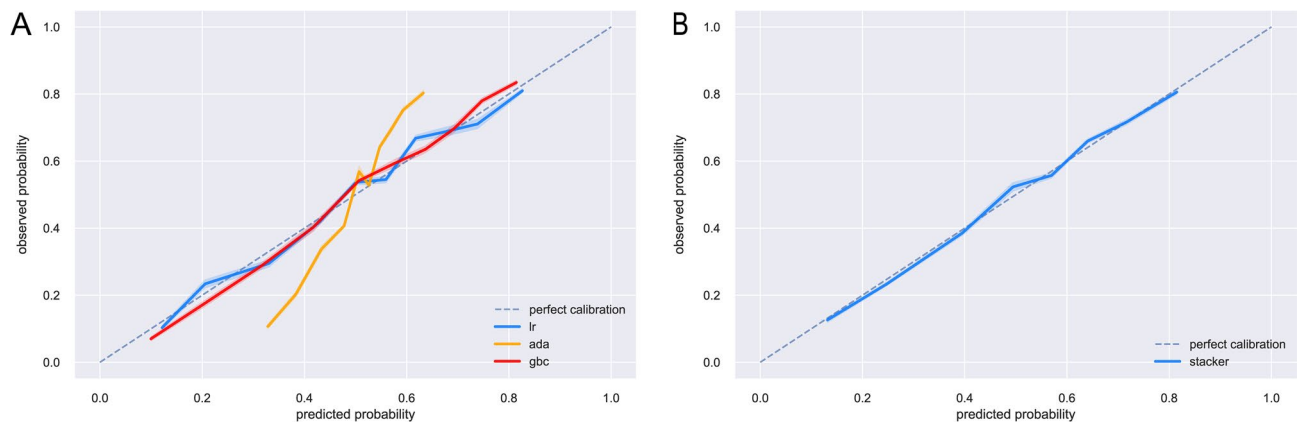 A
1.0
0.8
0.6
0.4
0.2
0.0
observed probability
0.0 0.2 0.4 0.6 0.8 1.0
predicted probability
perfect calibration
lr
ada
gbc
B
1.0
0.8
0.6
0.4
0.2
0.0
observed probability
0.0 0.2 0.4 0.6 0.8 1.0
predicted probability
perfect calibration
stacker